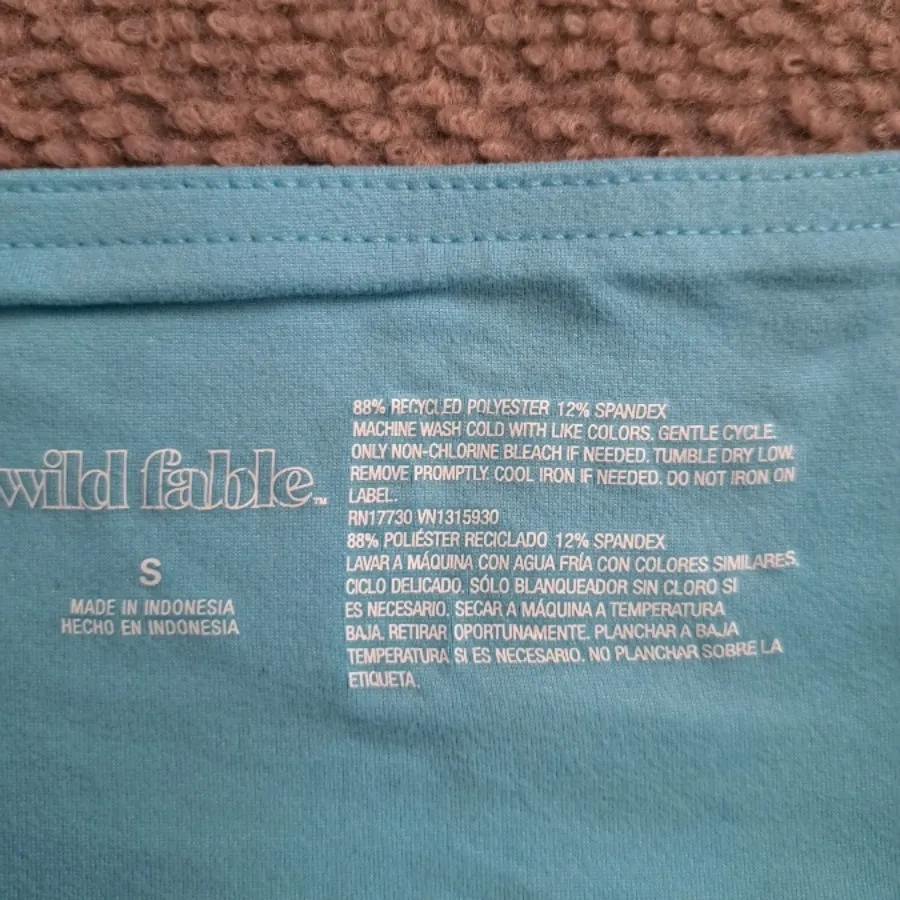 wild fable™
S
MADE IN INDONESIA
HECHO EN INDONESIA
88% RECYCLED POLYESTER 12% SPANDEX
MACHINE WASH COLD WITH LIKE COLORS. GENTLE CYCLE.
ONLY NON-CHLORINE BLEACH IF NEEDED. TUMBLE DRY LOW.
REMOVE PROMPTLY. COOL IRON IF NEEDED. DO NOT IRON ON
LABEL.
RN17730 VN1315930
88% POLIÉSTER RECICLADO 12% SPANDEX
LAVAR A MÁQUINA CON AGUA FRÍA CON COLORES SIMILARES.
CICLO DELICADO. SÓLO BLANQUEADOR SIN CLORO SI
ES NECESARIO. SECAR A MÁQUINA A TEMPERATURA
BAJA. RETIRAR OPORTUNAMENTE. PLANCHAR A BAJA
TEMPERATURA SI ES NECESARIO. NO PLANCHAR SOBRE LA
ETIQUETA.